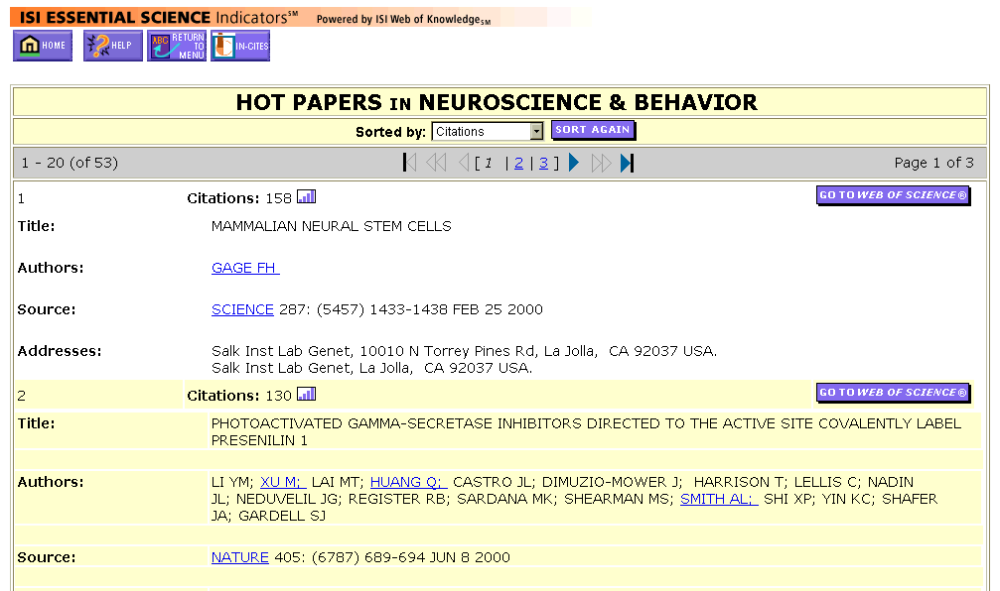 ISI ESSENTIAL SCIENCE Indicators℠ Powered by ISI Web of Knowledge℠
HOME HELP ABC RETURN TO MENU IN-CITES
HOT PAPERS IN NEUROSCIENCE & BEHAVIOR
Sorted by: Citations SORT AGAIN
1 - 20 (of 53) [ 1 | 2 | 3 ] Page 1 of 3
1 Citations: 158 GO TO WEB OF SCIENCE®
Title: MAMMALIAN NEURAL STEM CELLS
Authors: GAGE FH
Source: SCIENCE 287: (5457) 1433-1438 FEB 25 2000
Addresses: Salk Inst Lab Genet, 10010 N Torrey Pines Rd, La Jolla, CA 92037 USA.
Salk Inst Lab Genet, La Jolla, CA 92037 USA.
2 Citations: 130 GO TO WEB OF SCIENCE®
Title: PHOTOACTIVATED GAMMA-SECRETASE INHIBITORS DIRECTED TO THE ACTIVE SITE COVALENTLY LABEL
PRESENILIN 1
Authors: LI YM; XU M; LAI MT; HUANG Q; CASTRO JL; DIMUZIO-MOWER J; HARRISON T; LELLIS C; NADIN
JL; NEDUVELIL JG; REGISTER RB; SARDANA MK; SHEARMAN MS; SMITH AL; SHI XP; YIN KC; SHAFER
JA; GARDELL SJ
Source: NATURE 405: (6787) 689-694 JUN 8 2000